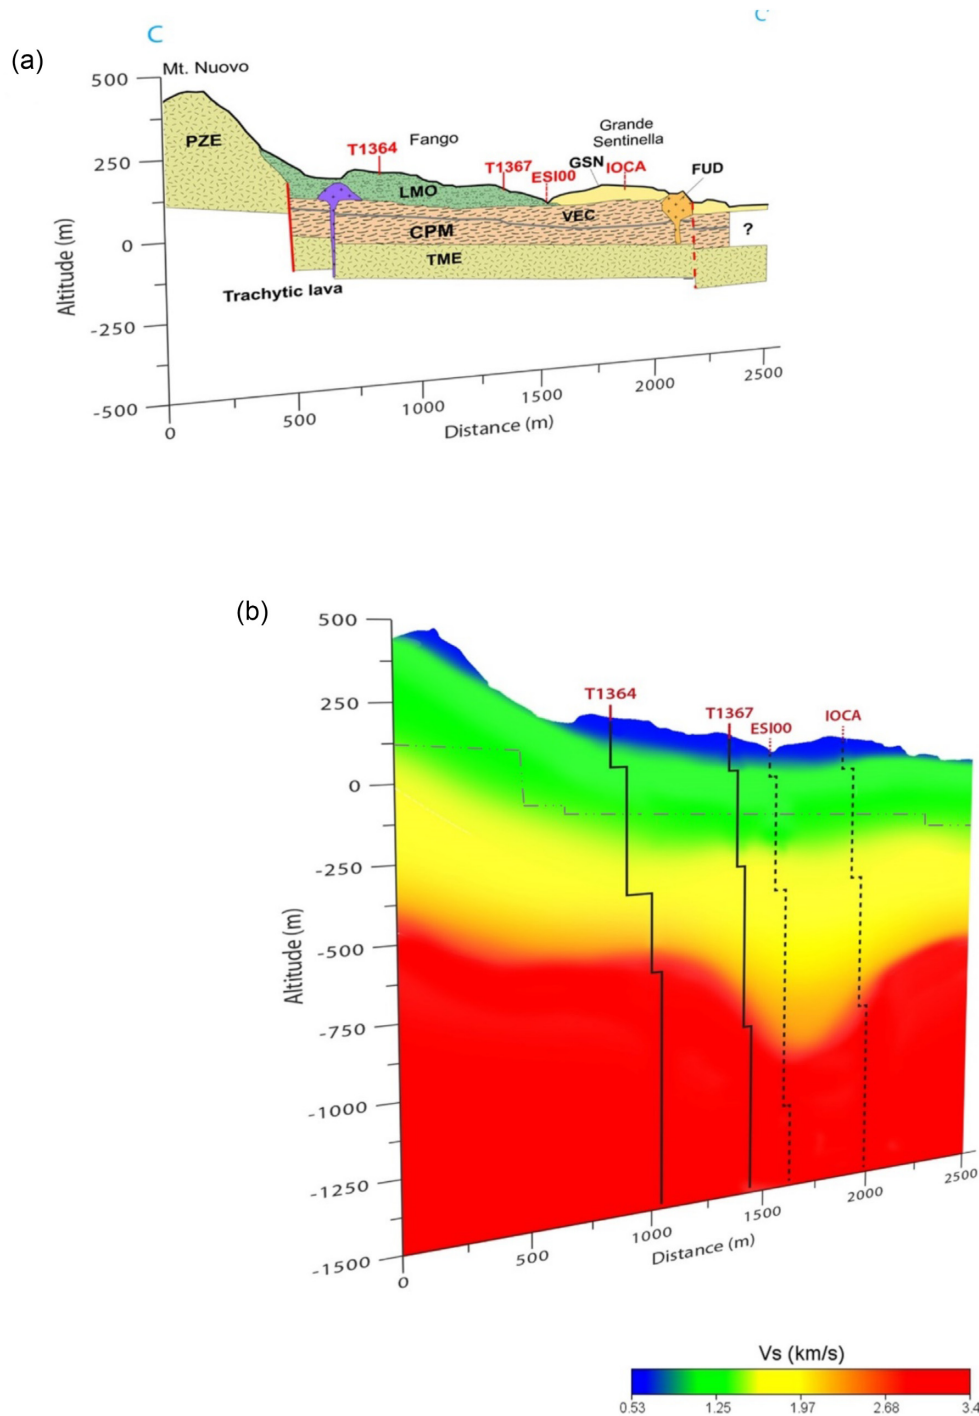 C
C'
(a)
Mt. Nuovo
500
250
0
-250
-500
Altitude (m)
PZE
T1364
Fango
T1367
ESI00
Grande
Sentinella
GSN
IOCA
FUD
LMO
VEC
CPM
TME
?
Trachytic lava
0
500
1000
1500
2000
2500
Distance (m)
(b)
500
250
0
-250
-500
-750
-1000
-1250
-1500
Altitude (m)
T1364
T1367
ESI00
IOCA
0
500
1000
1500
2000
2500
Distance (m)
Vs (km/s)
0.53 1.25 1.97 2.68 3.4